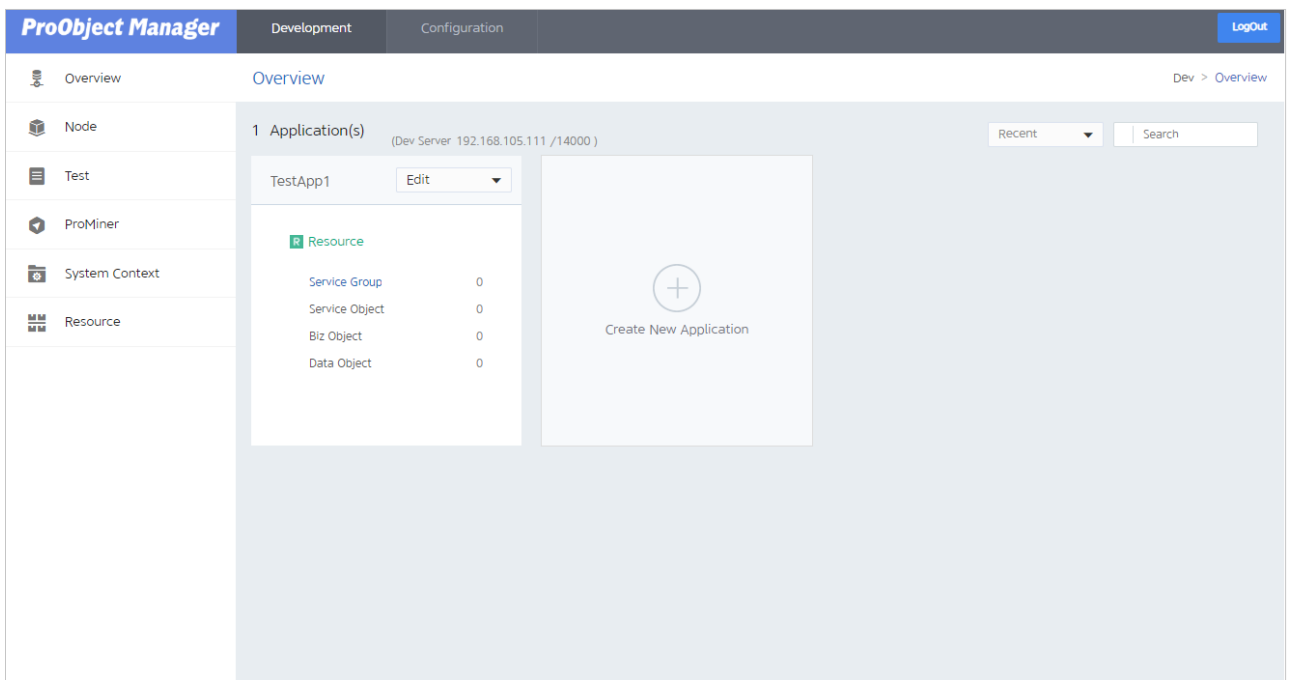 ProObject Manager
Development
Configuration
LogOut
Overview
Node
Test
ProMiner
System Context
Resource
Overview
Dev > Overview
1 Application(s)
(Dev Server 192.168.105.111 /14000 )
Recent
Search
TestApp1
Edit
R Resource
Service Group 0
Service Object 0
Biz Object 0
Data Object 0
Create New Application